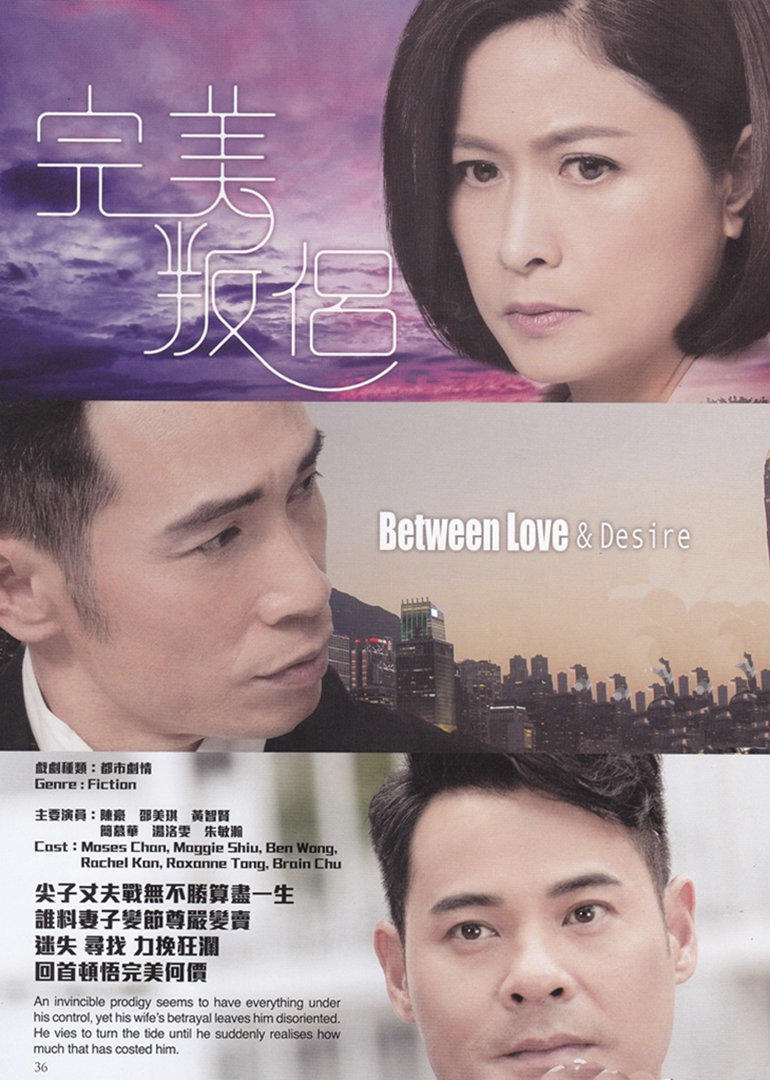 完美
叛侶
Between Love & Desire
戲劇種類：都市劇情
Genre : Fiction
主要演員：陳豪　邵美琪　黃智賢
簡慕華　湯洛雯　朱敏瀚
Cast : Moses Chan, Maggie Shiu, Ben Wong,
Rachel Kan, Roxanne Tong, Brain Chu
尖子丈夫戰無不勝算盡一生
誰料妻子變節尊嚴變賣
迷失 尋找 力挽狂瀾
回首頓悟完美何價
An invincible prodigy seems to have everything under
his control, yet his wife's betrayal leaves him disoriented.
He vies to turn the tide until he suddenly realises how
much that has costed him.
36